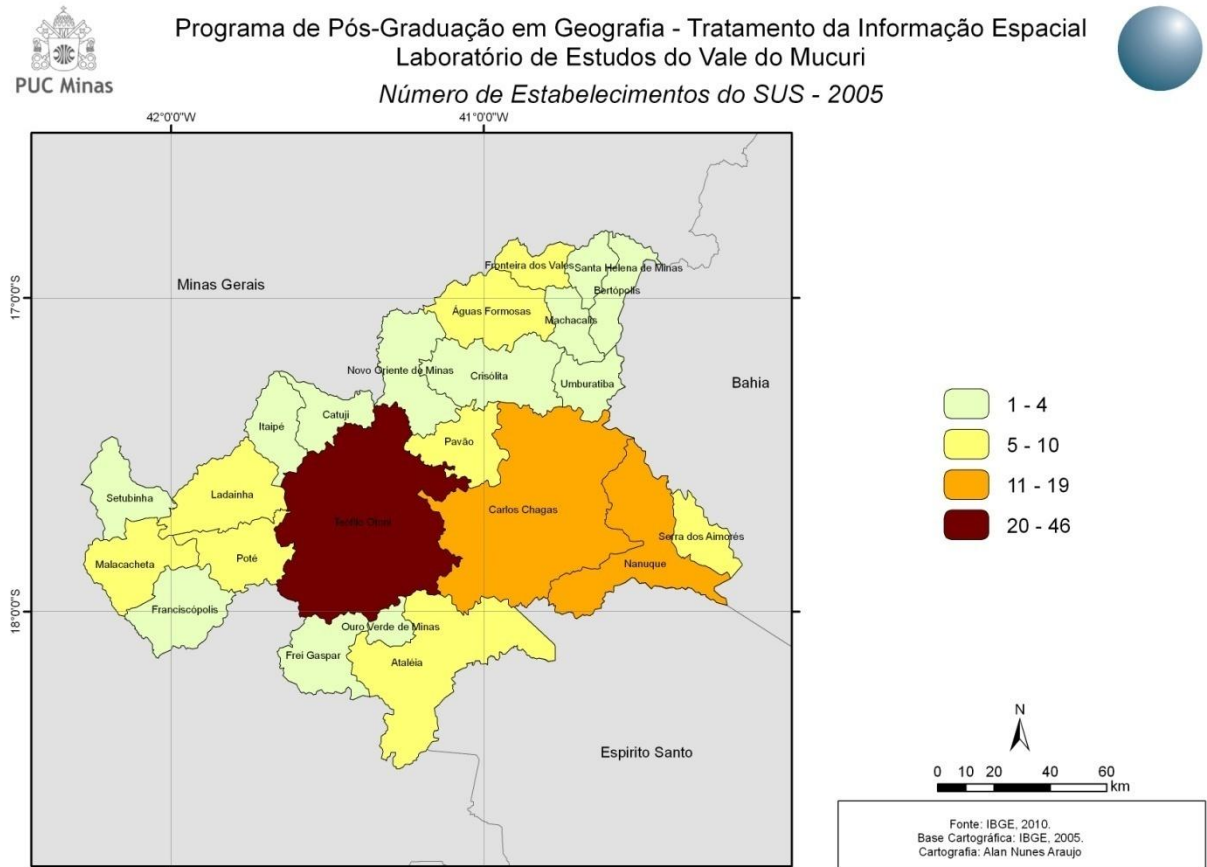 PUC Minas
Programa de Pós-Graduação em Geografia - Tratamento da Informação Espacial
Laboratório de Estudos do Vale do Mucuri
Número de Estabelecimentos do SUS - 2005
42°0'0"W
41°0'0"W
17°0'0"S
18°0'0"S
Minas Gerais
Bahia
Espirito Santo
Fronteira dos Vales
Santa Helena de Minas
Bertópolis
Águas Formosas
Machacalis
Novo Oriente de Minas
Crisólita
Umburatiba
Catuji
Itaipé
Pavão
Setubinha
Ladainha
Teófilo Otoni
Carlos Chagas
Serra dos Aimorés
Malacacheta
Poté
Nanuque
Franciscópolis
Ouro Verde de Minas
Frei Gaspar
Ataléia
1 - 4
5 - 10
11 - 19
20 - 46
N
0 10 20 40 60
km
Fonte: IBGE, 2010.
Base Cartográfica: IBGE, 2005.
Cartografia: Alan Nunes Araujo